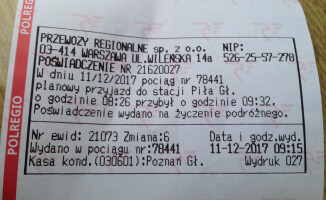 PRZEWOZY REGIONALNE sp. z o.o. NIP:
03-414 WARSZAWA UL.WILEŃSKA 14a 526-25-57-278
POŚWIADCZENIE NR 21620027
W dniu 11/12/2017 pociąg nr 78441
planowy przyjazd do stacji Piła Gł.
o godzinie 08:26 przybył o godzinie 09:32.
Poświadczenie wydano na życzenie podróżnego.
Nr ewid: 21073 Zmiana:6 Data i godz.wyd.
Wydano w pociągu nr:78441 11-12-2017 09:15
Kasa kond.(030601):Poznań Gł. Wydruk 027
POLREGIO
POLREGIO